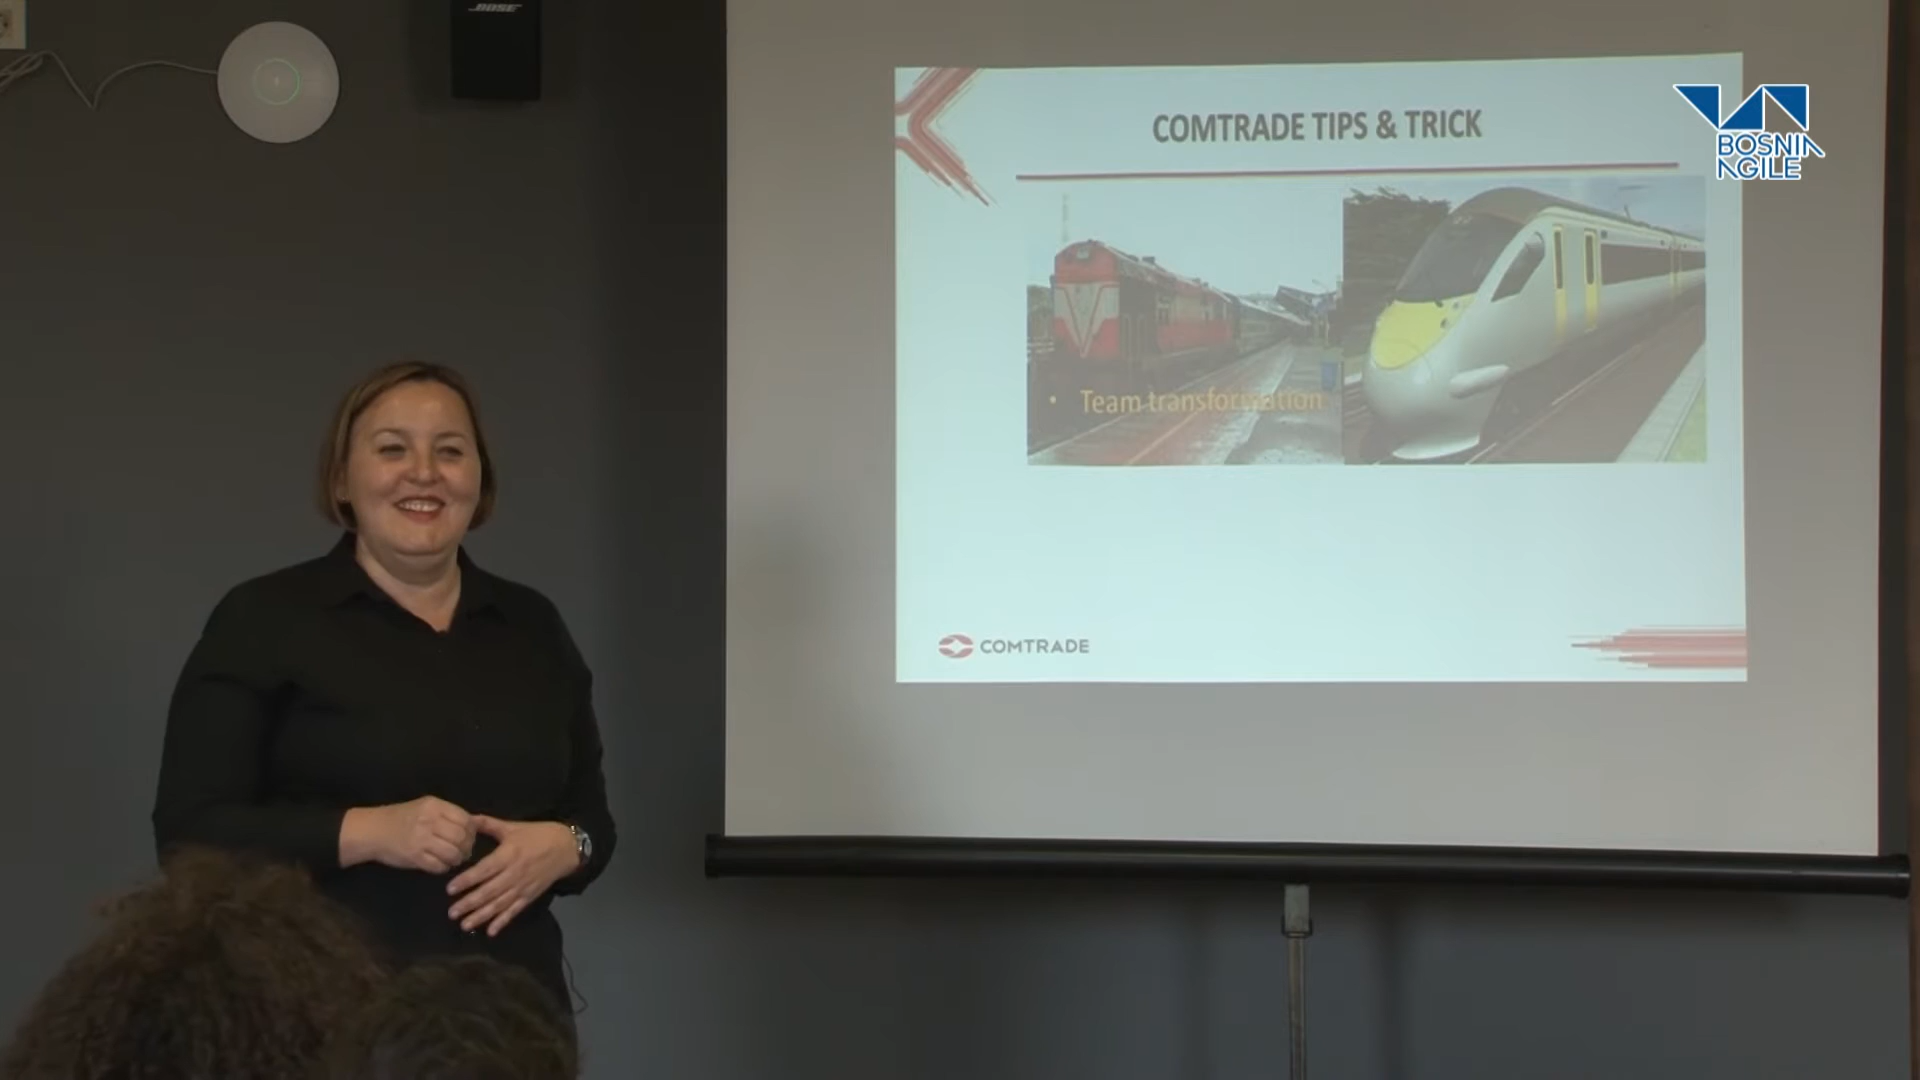 BOSE
COMTRADE TIPS & TRICK
BOSNIA
AGILE
• Team transformation
COMTRADE